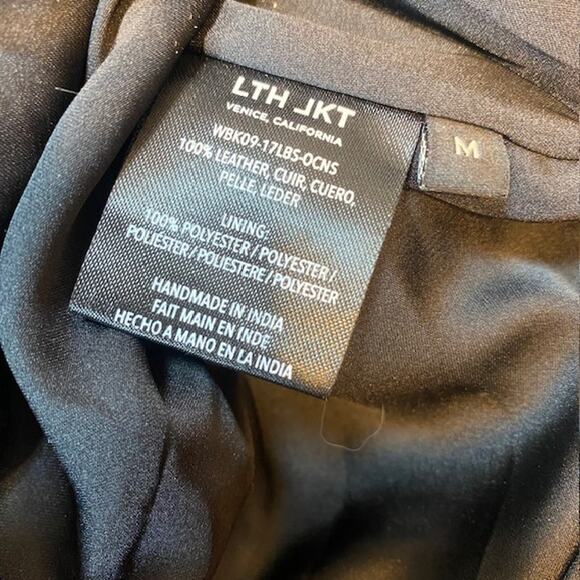 LTH JKT
VENICE, CALIFORNIA
WBK09-17LBS-OCNS
100% LEATHER, CUIR, CUERO,
PELLE, LEDER
LINING:
100% POLYESTER / POLYESTER /
POLIESTER / POLIESTERE / POLYESTER
HANDMADE IN INDIA
FAIT MAIN EN INDE
HECHO A MANO EN LA INDIA
M